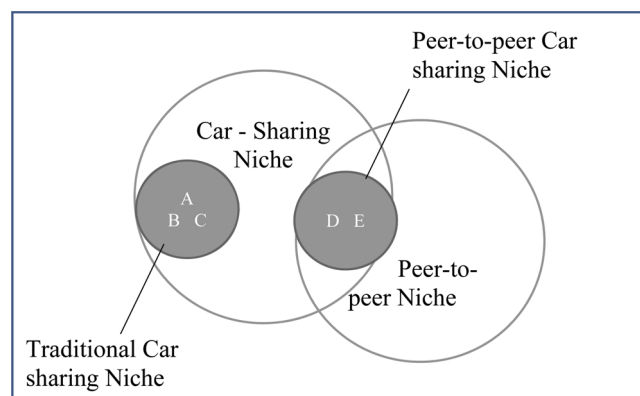 Peer-to-peer Car
sharing Niche
Car - Sharing
Niche
A
B C
D E
Peer-to-
peer Niche
Traditional Car
sharing Niche